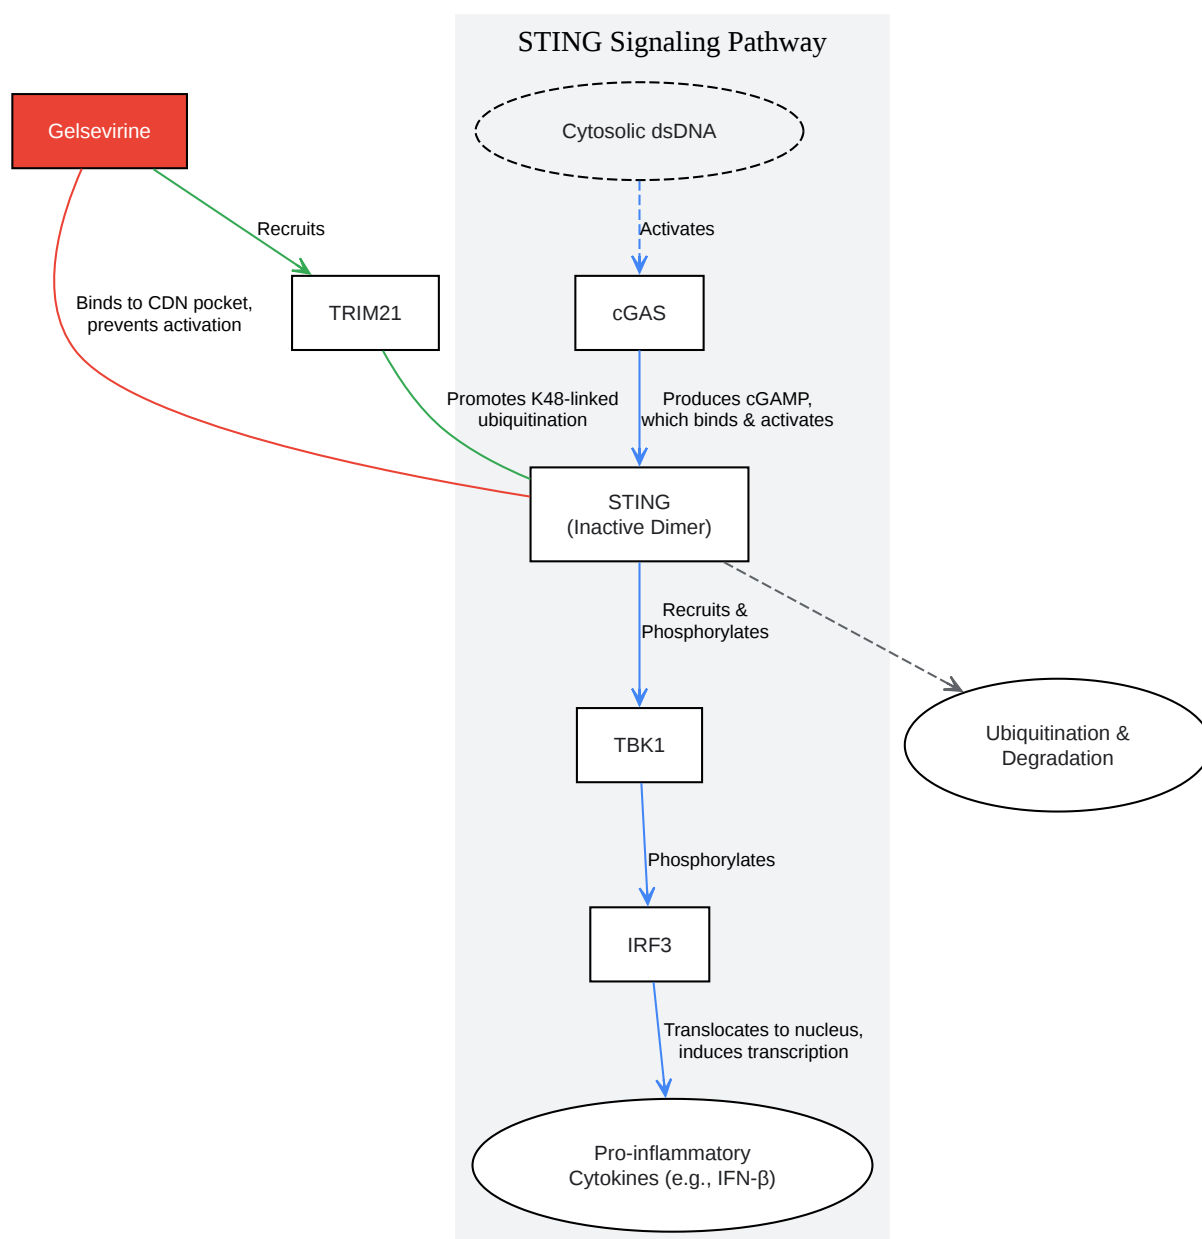 STING Signaling Pathway
Gelsevirine
Cytosolic dsDNA
Recruits
Activates
Binds to CDN pocket,
prevents activation
TRIM21
cGAS
Promotes K48-linked
ubiquitination
Produces cGAMP,
which binds & activates
STING
(Inactive Dimer)
Recruits &
Phosphorylates
TBK1
Ubiquitination &
Degradation
Phosphorylates
IRF3
Translocates to nucleus,
induces transcription
Pro-inflammatory
Cytokines (e.g., IFN-β)